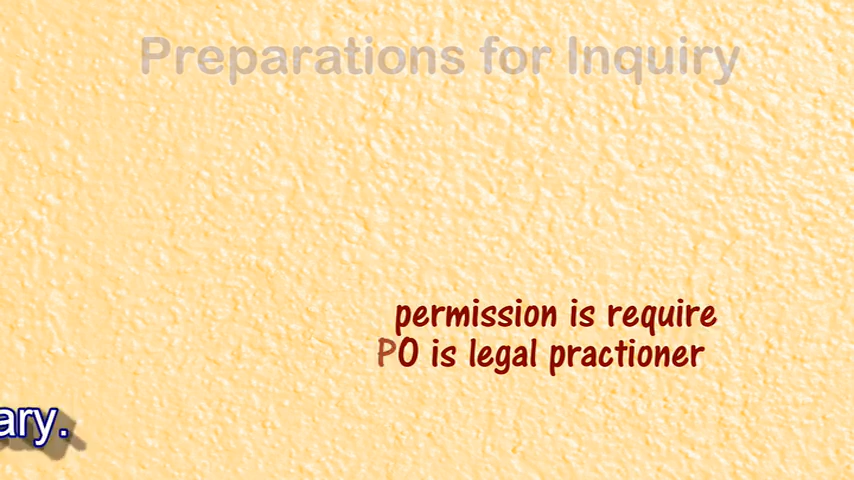 Preparations for Inquiry
permission is require
PO is legal practioner
ary.